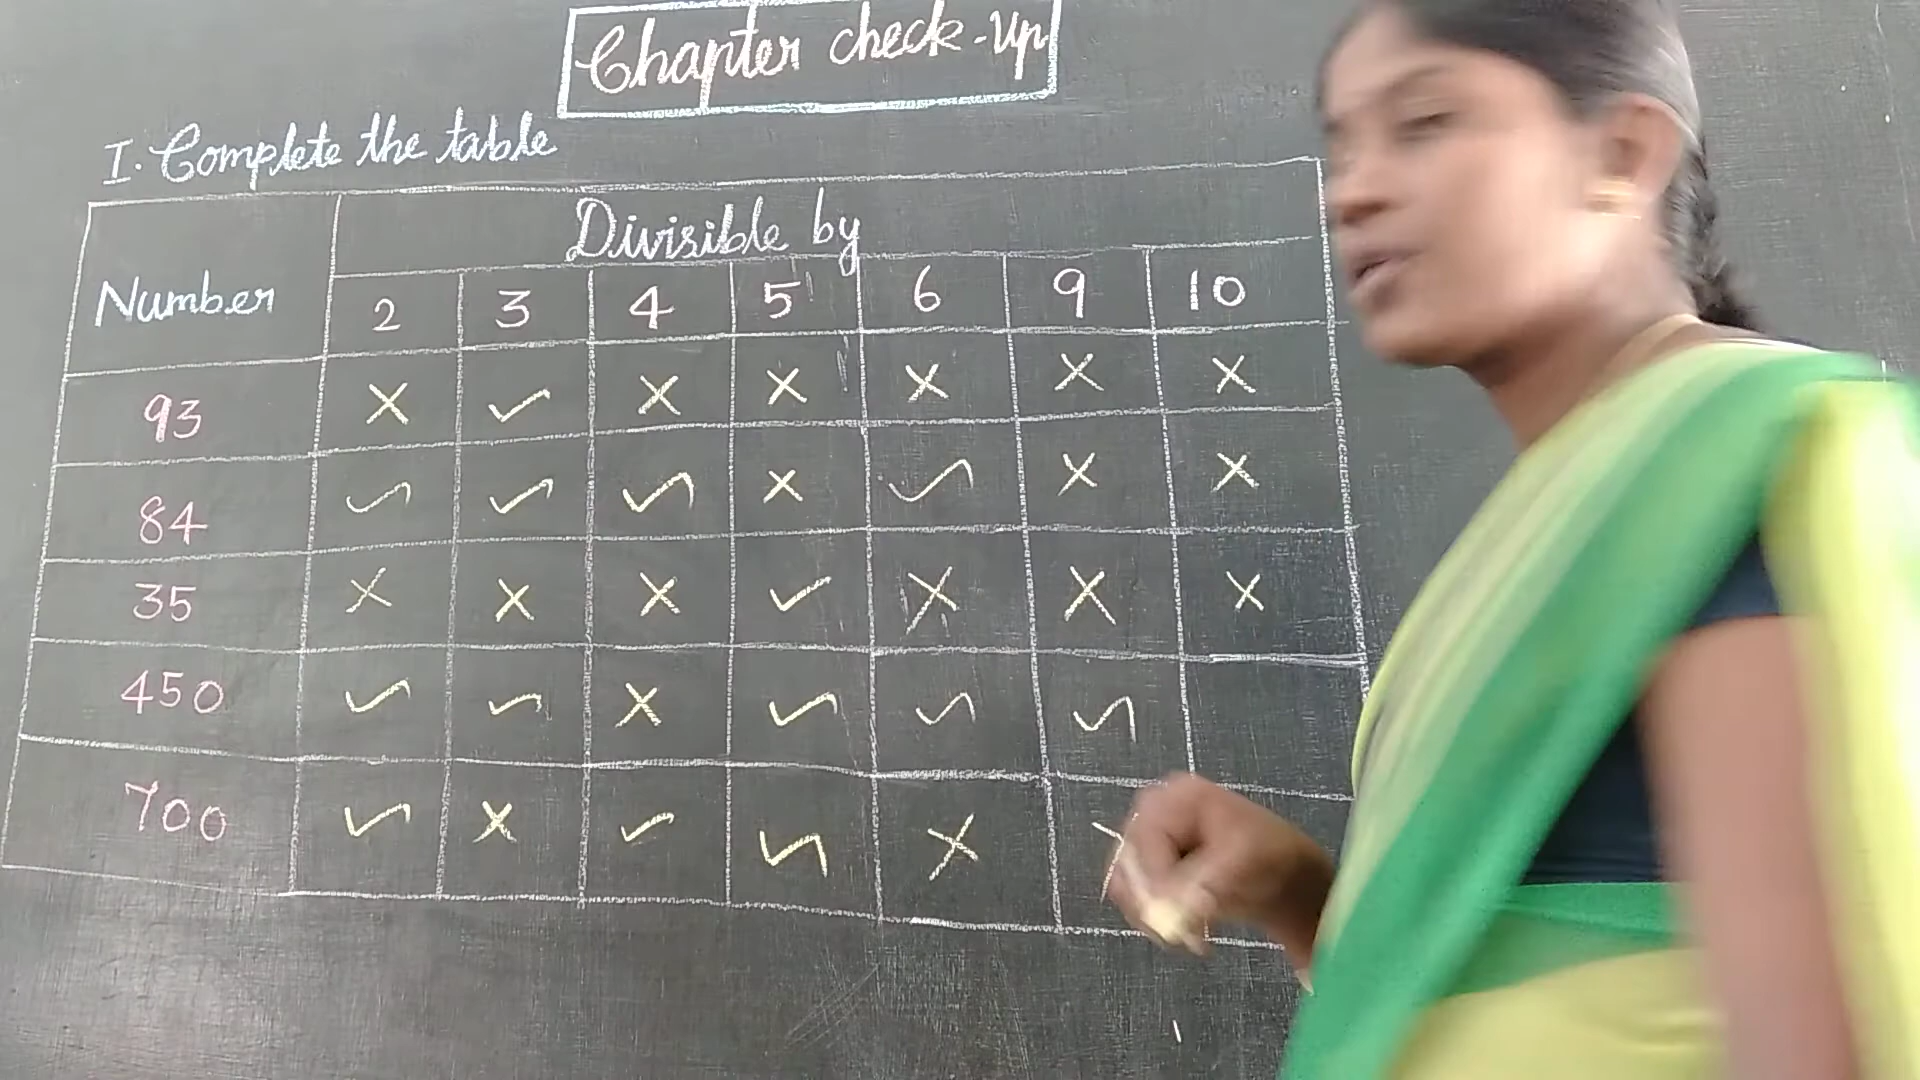 Chapter check-Up
I. Complete the table
Divisible by
Number 2 3 4 5 6 9 10
93 × ✓ × × × × ×
84 ✓ ✓ ✓ × ✓ × ×
35 × × × ✓ × × ×
450 ✓ ✓ × ✓ ✓ ✓
700 ✓ × ✓ ✓ ×